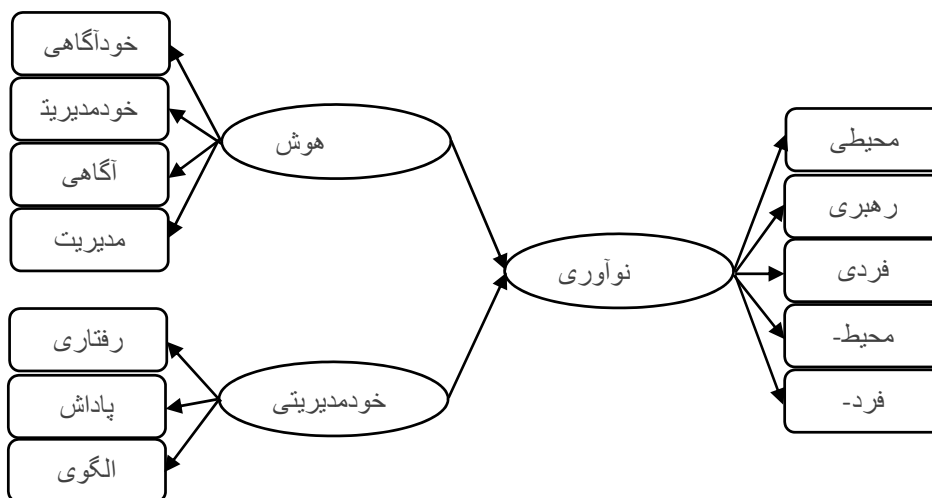 خودآگاهی
خودمدیریت
آگاهی
مدیریت
هوش
رفتاری
پاداش
الگوی
خودمدیریتی
نوآوری
محیطی
رهبری
فردی
محیط-
فرد-